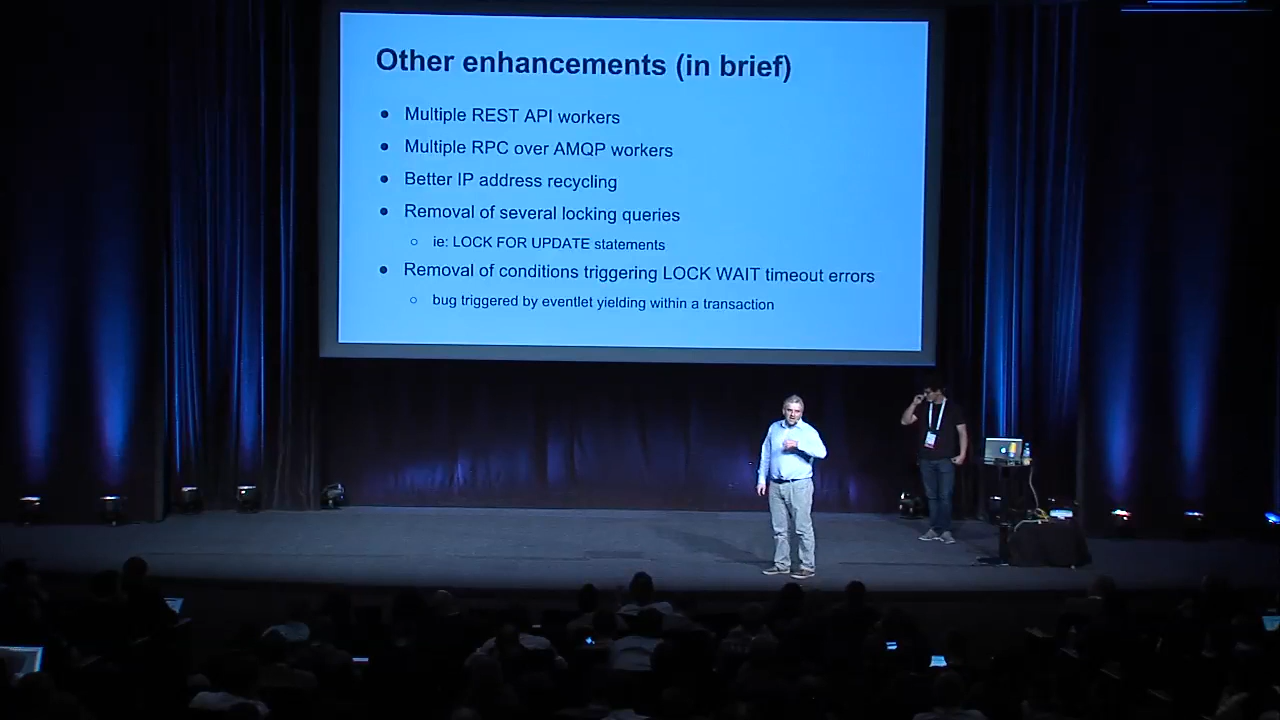 Other enhancements (in brief)
● Multiple REST API workers
● Multiple RPC over AMQP workers
● Better IP address recycling
● Removal of several locking queries
○ ie: LOCK FOR UPDATE statements
● Removal of conditions triggering LOCK WAIT timeout errors
○ bug triggered by eventlet yielding within a transaction